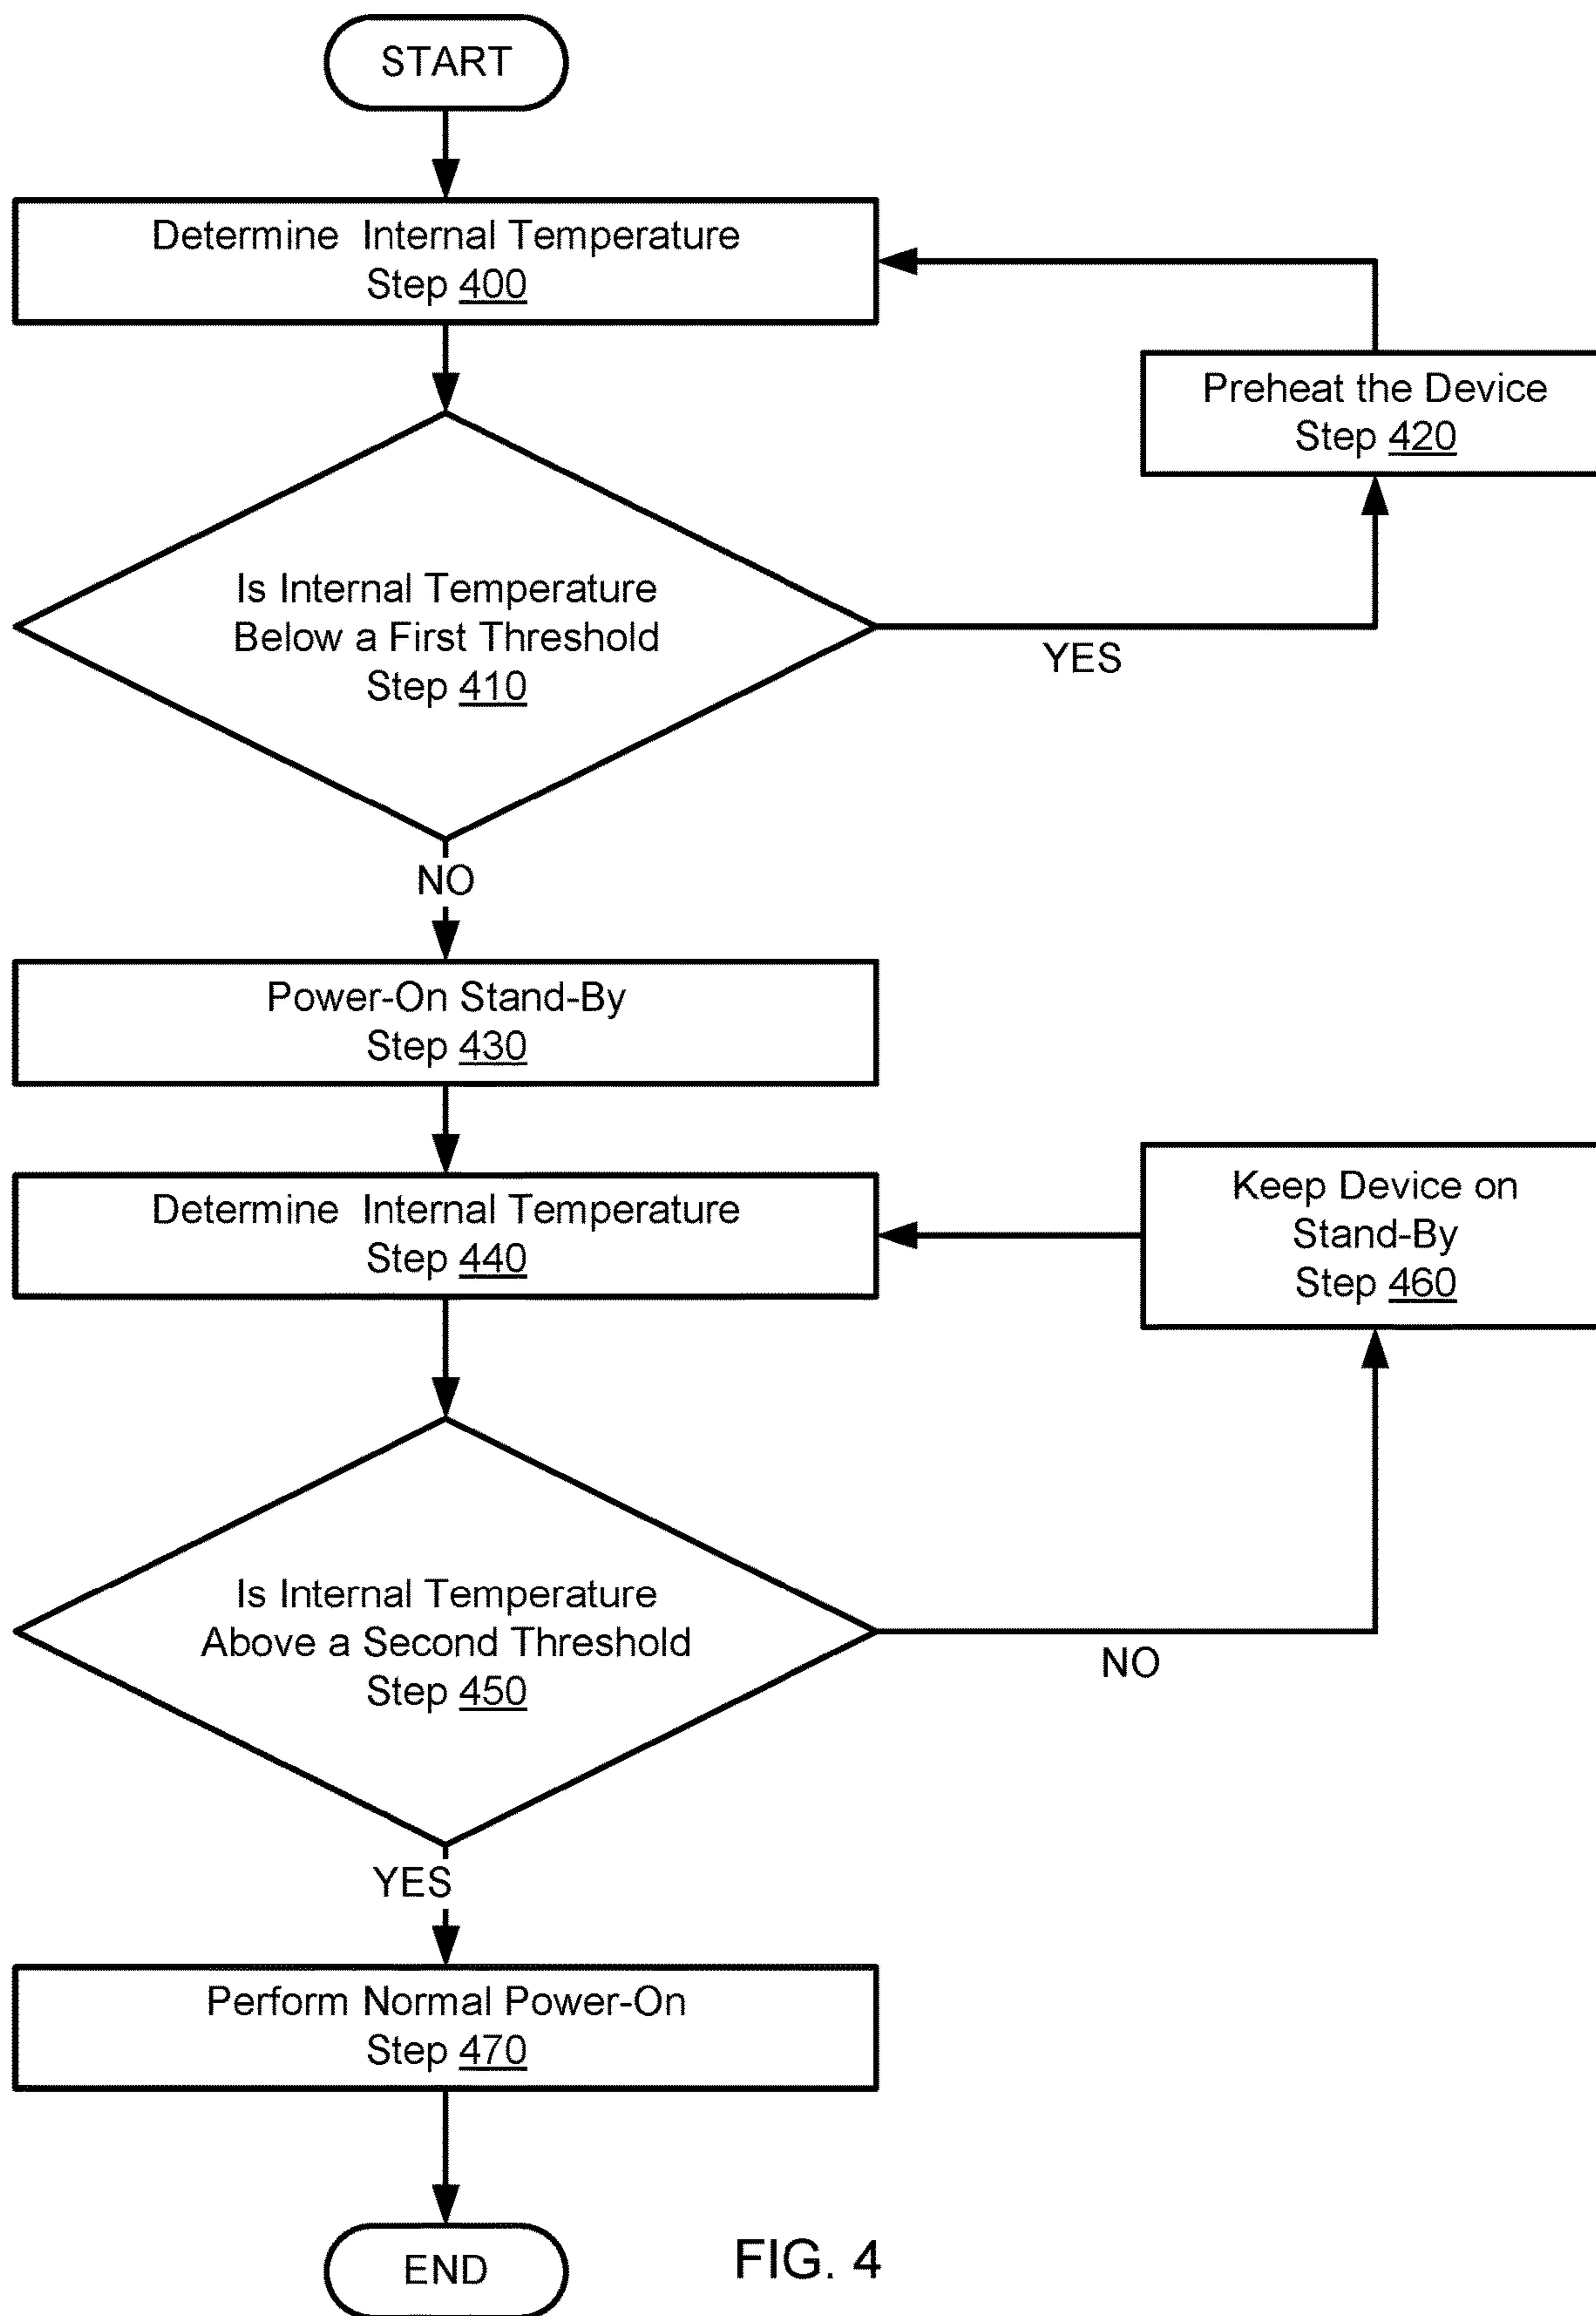 START
Determine Internal Temperature
Step 400
Preheat the Device
Step 420
Is Internal Temperature
Below a First Threshold
Step 410
YES
NO
Power-On Stand-By
Step 430
Determine Internal Temperature
Step 440
Keep Device on
Stand-By
Step 460
Is Internal Temperature
Above a Second Threshold
Step 450
NO
YES
Perform Normal Power-On
Step 470
END
FIG. 4